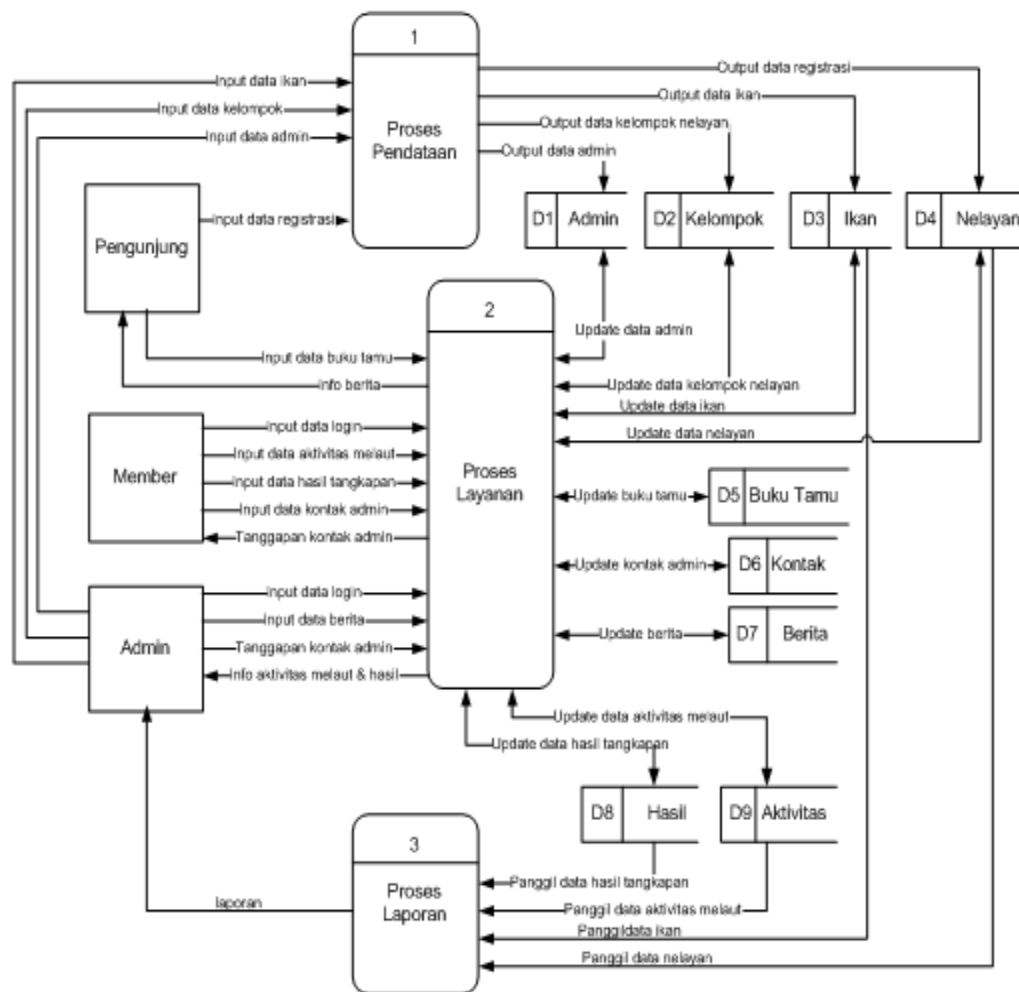 1
Proses
Pendataan
Input data ikan
Input data kelompok
Input data admin
Input data registrasi
Output data registrasi
Output data ikan
Output data kelompok nelayan
Output data admin
D1 Admin
D2 Kelompok
D3 Ikan
D4 Nelayan
Pengunjung
2
Proses
Layanan
Input data buku tamu
Info berita
Update data admin
Update data kelompok nelayan
Update data ikan
Update data nelayan
Member
Input data login
Input data aktivitas melaut
Input data hasil tangkapan
Input data kontak admin
Tanggapan kontak admin
Update buku tamu
D5 Buku Tamu
Update kontak admin
D6 Kontak
Update berita
D7 Berita
Admin
Input data login
Input data berita
Tanggapan kontak admin
Info aktivitas melaut & hasil
Update data aktivitas melaut
Update data hasil tangkapan
D8 Hasil
D9 Aktivitas
3
Proses
Laporan
laporan
Panggil data hasil tangkapan
Panggil data aktivitas melaut
Panggildata ikan
Panggil data nelayan